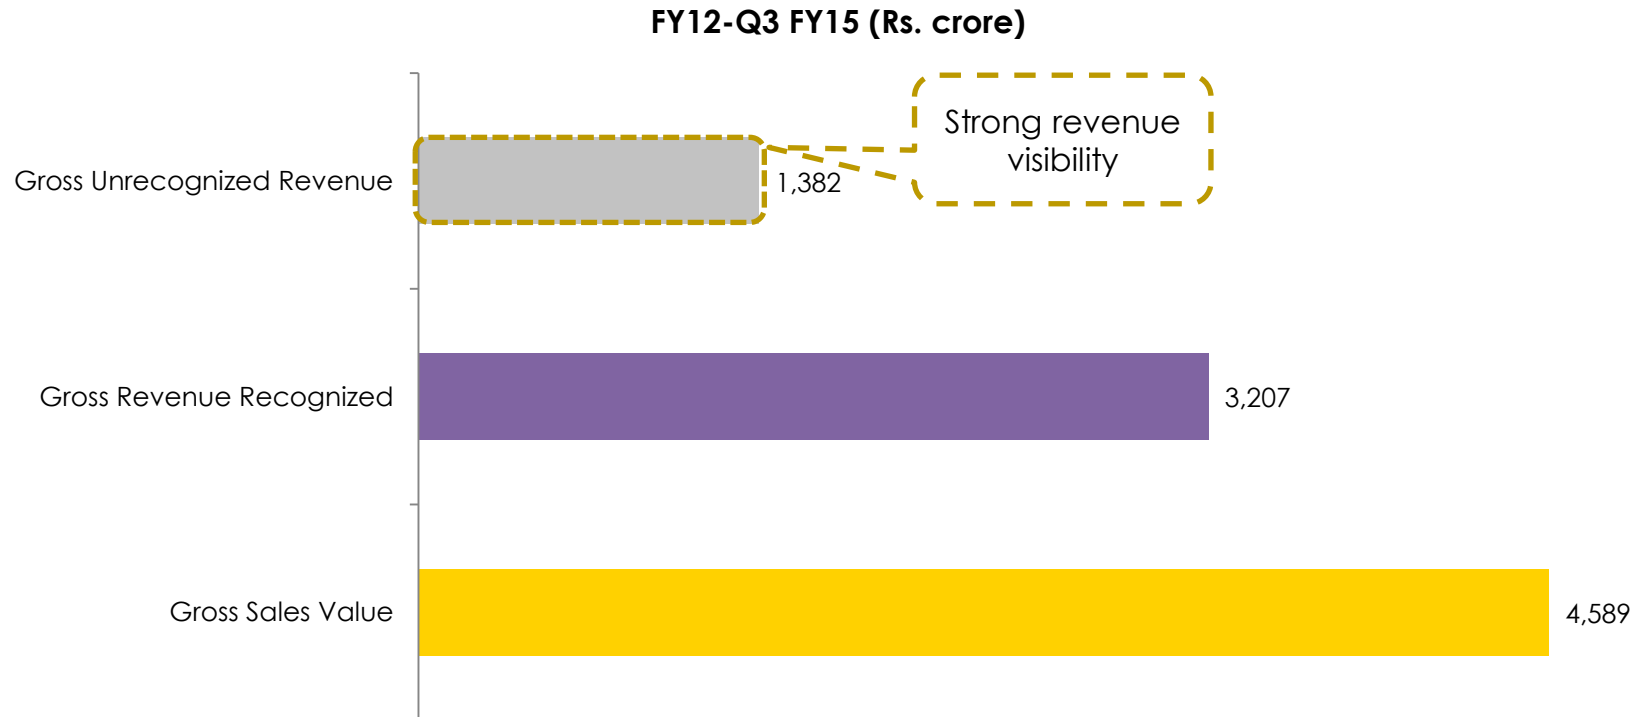 FY12-Q3 FY15 (Rs. crore)
Strong revenue
visibility
Gross Unrecognized Revenue
1,382
Gross Revenue Recognized
3,207
Gross Sales Value
4,589